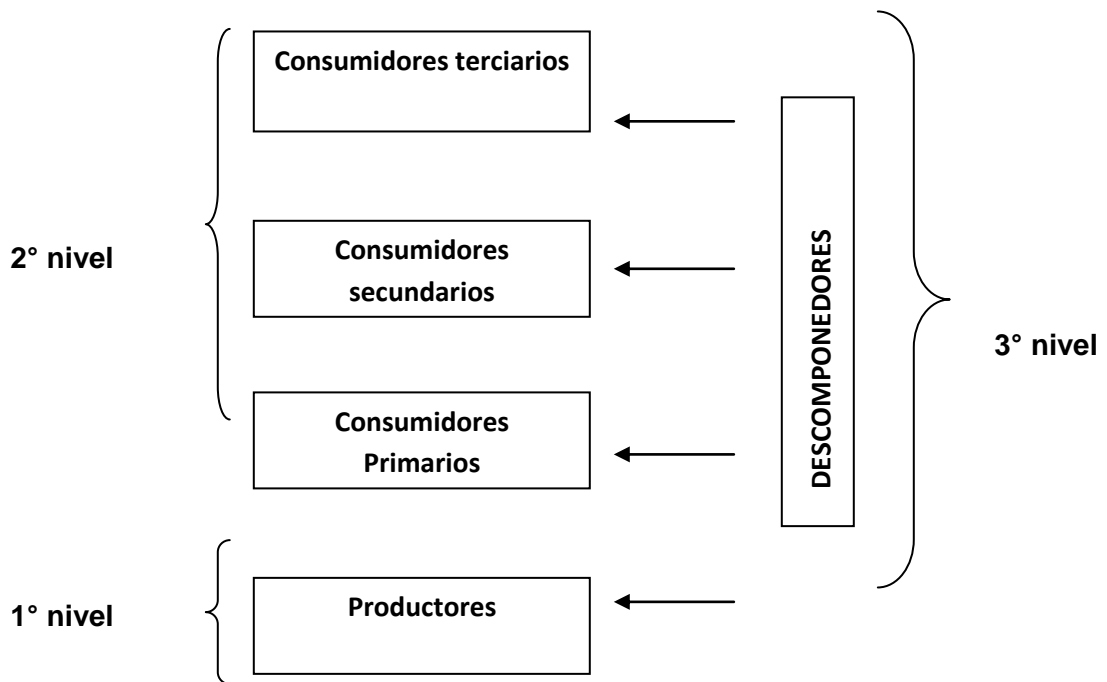 Consumidores terciarios
2° nivel
Consumidores
secundarios
Consumidores
Primarios
1° nivel
Productores
DESCOMPONEDORES
3° nivel